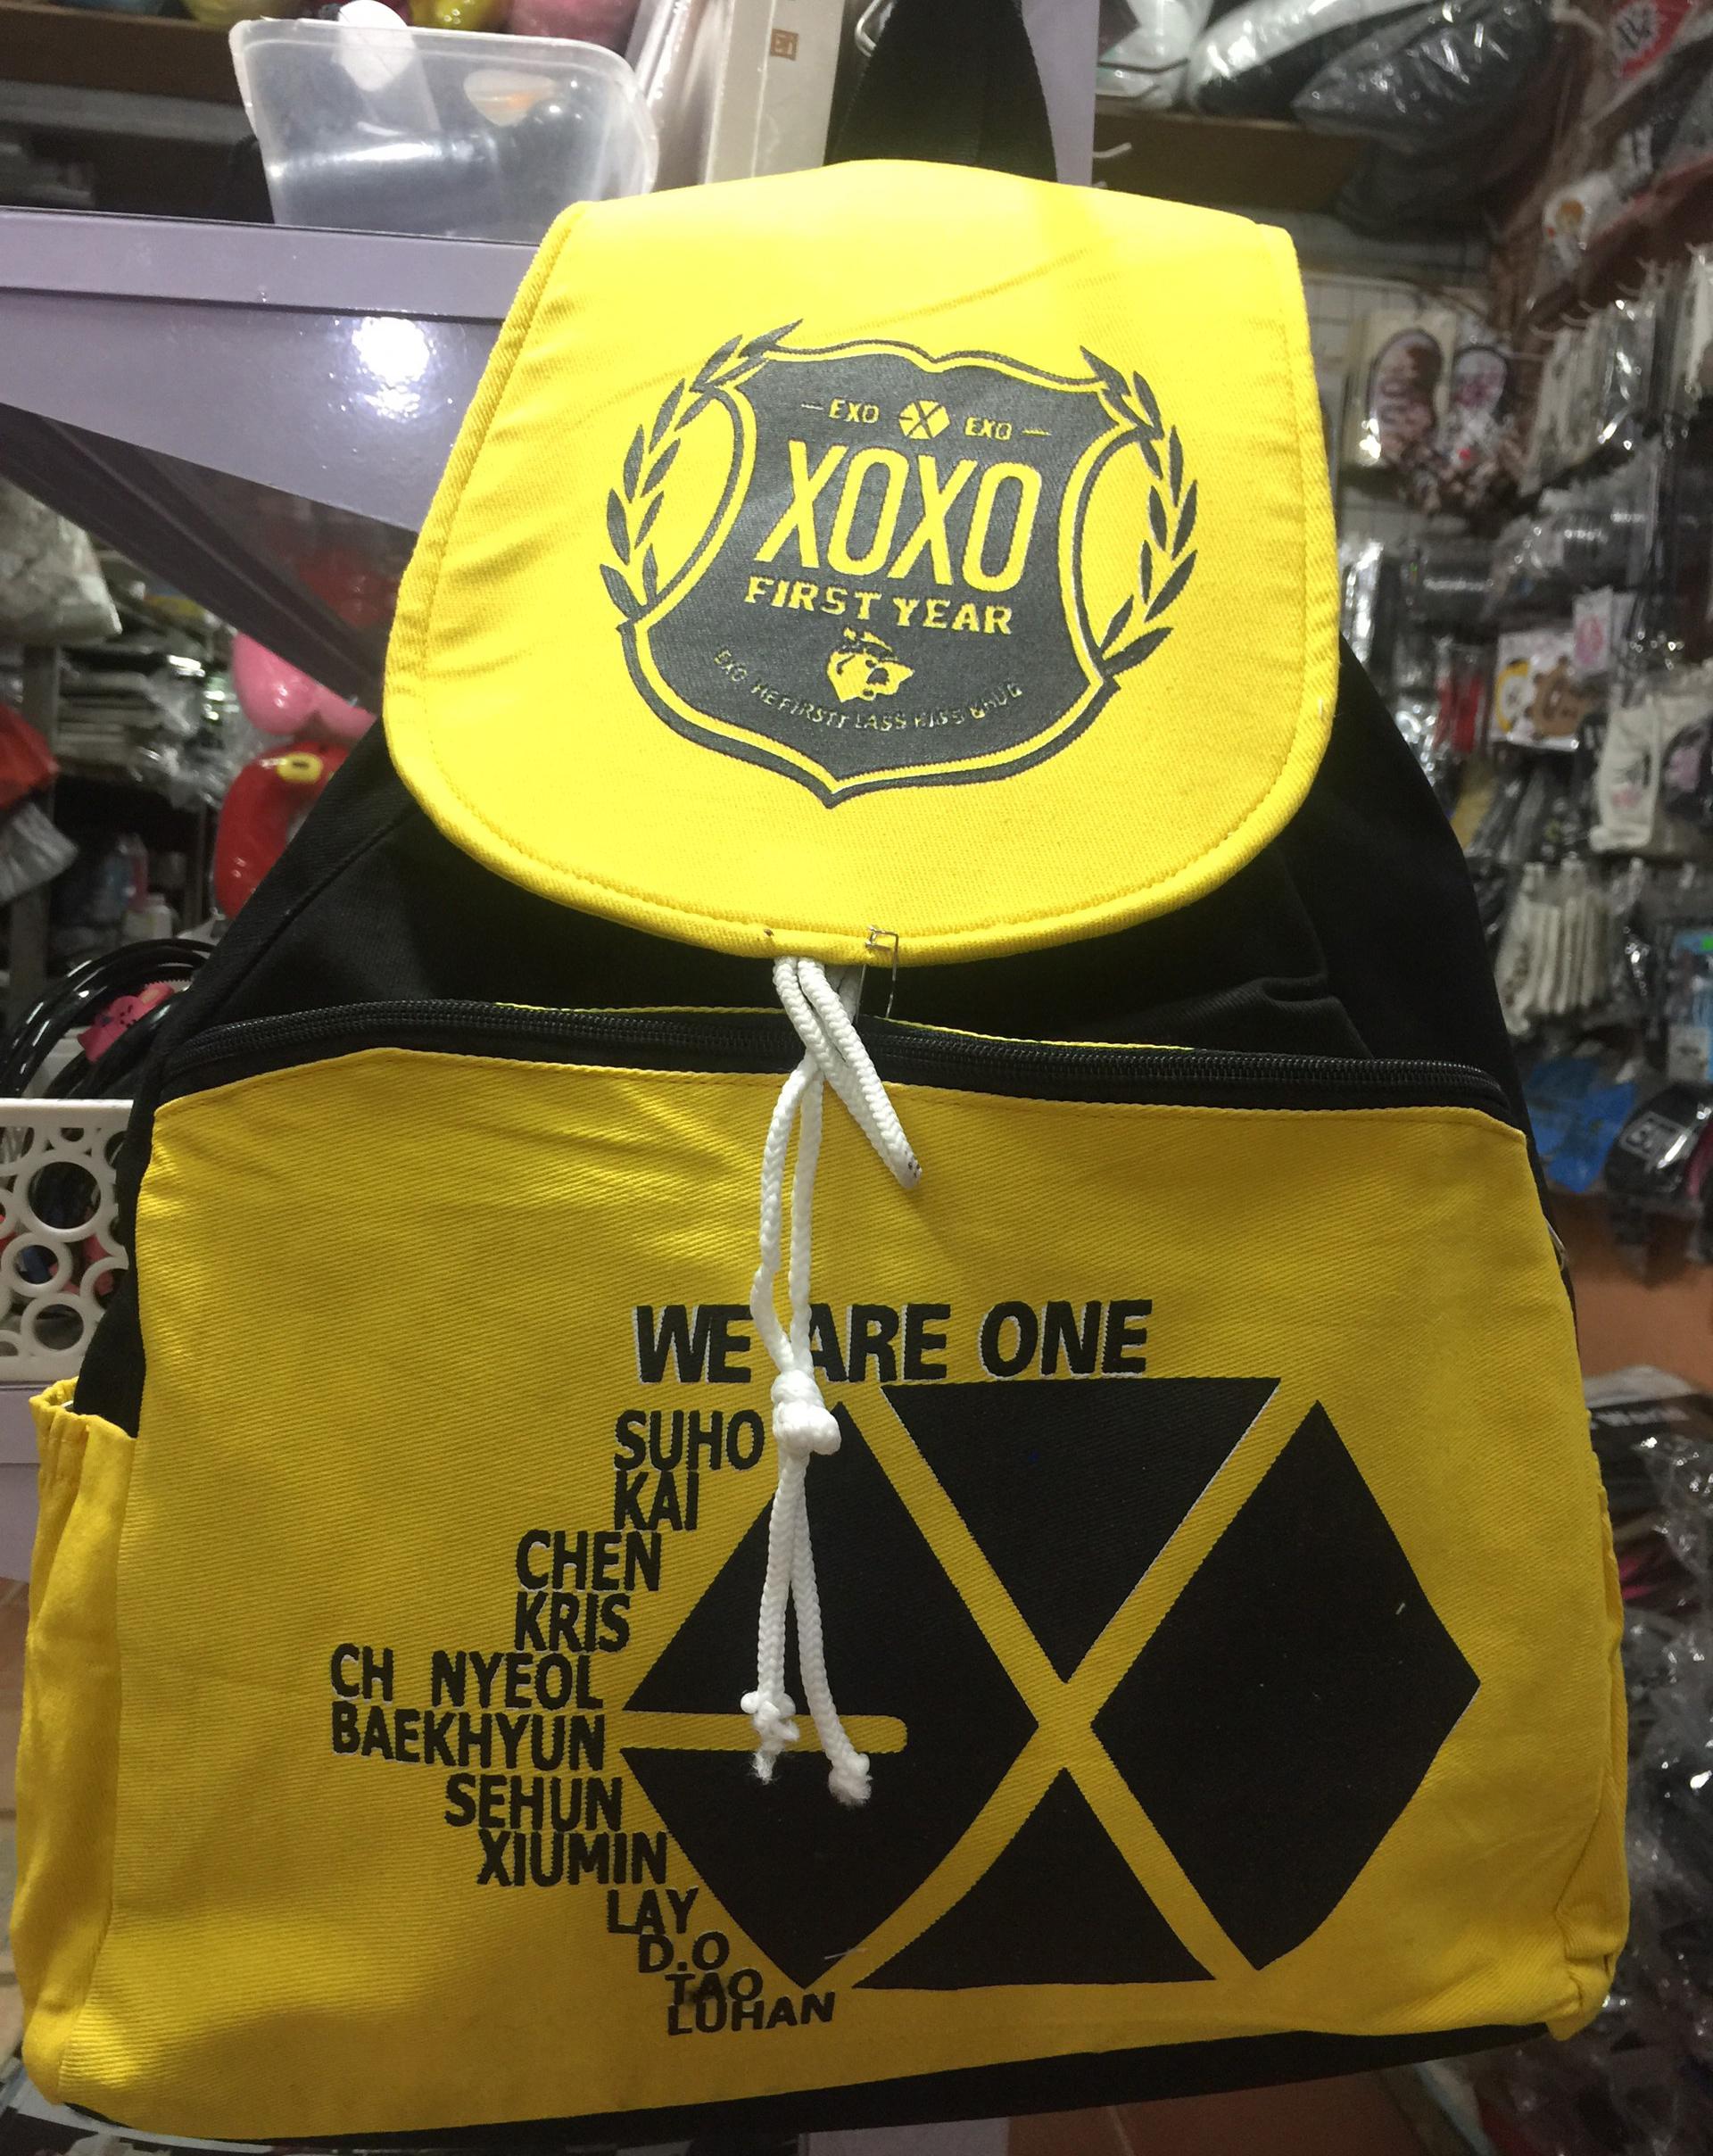 EXO EXO
XOXO
FIRST YEAR
WE ARE ONE
SUHO
KAI
CHEN
KRIS
CH NYEOL
BAEKHYUN
SEHUN
XIUMIN
LAY
D.O
TAO
LUHAN